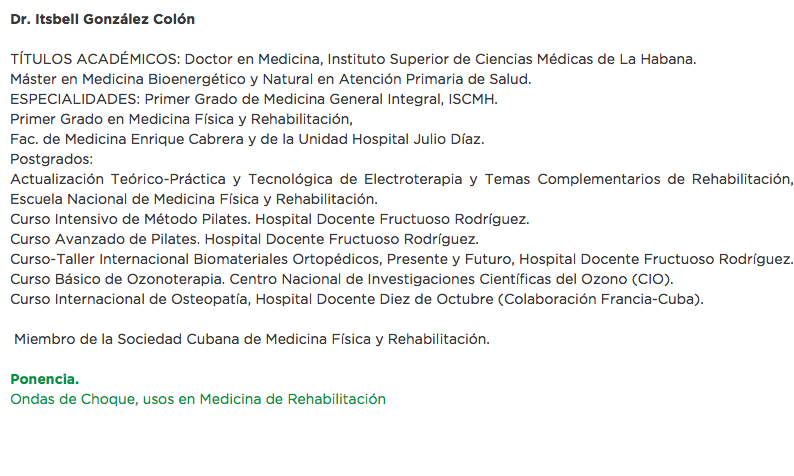 Dr. Itsbell González Colón
TÍTULOS ACADÉMICOS: Doctor en Medicina, Instituto Superior de Ciencias Médicas de La Habana.
Máster en Medicina Bioenergético y Natural en Atención Primaria de Salud.
ESPECIALIDADES: Primer Grado de Medicina General Integral, ISCMH.
Primer Grado en Medicina Física y Rehabilitación,
Fac. de Medicina Enrique Cabrera y de la Unidad Hospital Julio Díaz.
Postgrados:
Actualización Teórico-Práctica y Tecnológica de Electroterapia y Temas Complementarios de Rehabilitación,
Escuela Nacional de Medicina Física y Rehabilitación.
Curso Intensivo de Método Pilates. Hospital Docente Fructuoso Rodríguez.
Curso Avanzado de Pilates. Hospital Docente Fructuoso Rodríguez.
Curso-Taller Internacional Biomateriales Ortopédicos, Presente y Futuro, Hospital Docente Fructuoso Rodríguez.
Curso Básico de Ozonoterapia. Centro Nacional de Investigaciones Científicas del Ozono (CIO).
Curso Internacional de Osteopatía, Hospital Docente Diez de Octubre (Colaboración Francia-Cuba).
Miembro de la Sociedad Cubana de Medicina Física y Rehabilitación.
Ponencia.
Ondas de Choque, usos en Medicina de Rehabilitación